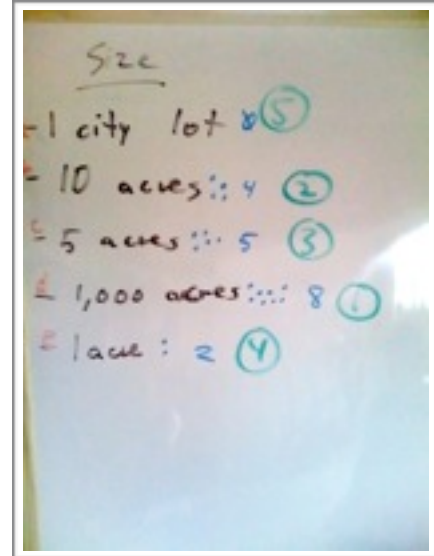 Size
- 1 city lot 0 5
- 10 acres :: 4 2
- 5 acres ::· 5 3
- 1,000 acres ::::  8 1
- 1 acre : 2 4